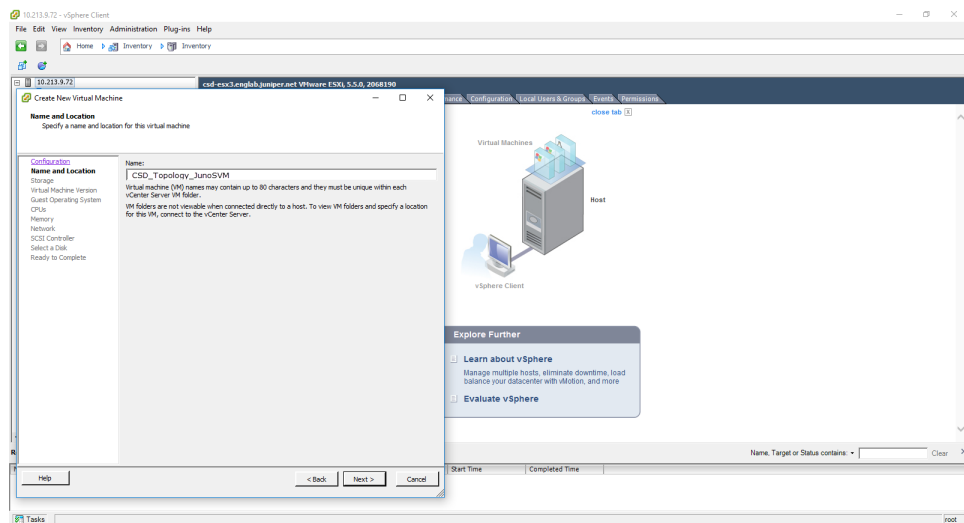 10.213.9.72 - vSphere Client
File Edit View Inventory Administration Plug-ins Help
Home Inventory Inventory
10.213.9.72
csd-esx3.englab.juniper.net VMware ESXi, 5.5.0, 2068190
Create New Virtual Machine
Configuration Local Users & Groups Events Permissions
close tab
Name and Location
Specify a name and location for this virtual machine
Configuration
Name and Location
Storage
Virtual Machine Version
Guest Operating System
CPUs
Memory
Network
SCSI Controller
Select a Disk
Ready to Complete
Name:
CSD_Topology_JunoSVM
Virtual machine (VM) names may contain up to 80 characters and they must be unique within each
vCenter Server VM folder.
VM folders are not viewable when connected directly to a host. To view VM folders and specify a location
for this VM, connect to the vCenter Server.
Help
< Back
Next >
Cancel
Virtual Machines
Host
vSphere Client
Explore Further
Learn about vSphere
Manage multiple hosts, eliminate downtime, load
balance your datacenter with vMotion, and more
Evaluate vSphere
Name, Target or Status contains:
Clear
Start Time
Completed Time
Tasks
root